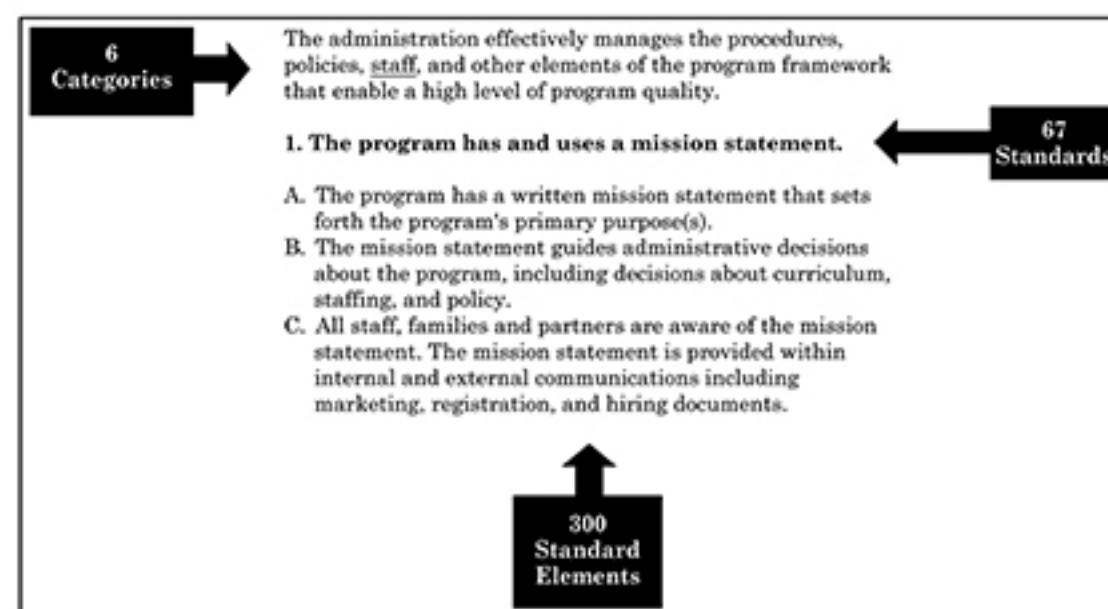 6
Categories
The administration effectively manages the procedures,
policies, staff, and other elements of the program framework
that enable a high level of program quality.
67
Standards
1. The program has and uses a mission statement.
A. The program has a written mission statement that sets
forth the program's primary purpose(s).
B. The mission statement guides administrative decisions
about the program, including decisions about curriculum,
staffing, and policy.
C. All staff, families and partners are aware of the mission
statement. The mission statement is provided within
internal and external communications including
marketing, registration, and hiring documents.
300
Standard
Elements